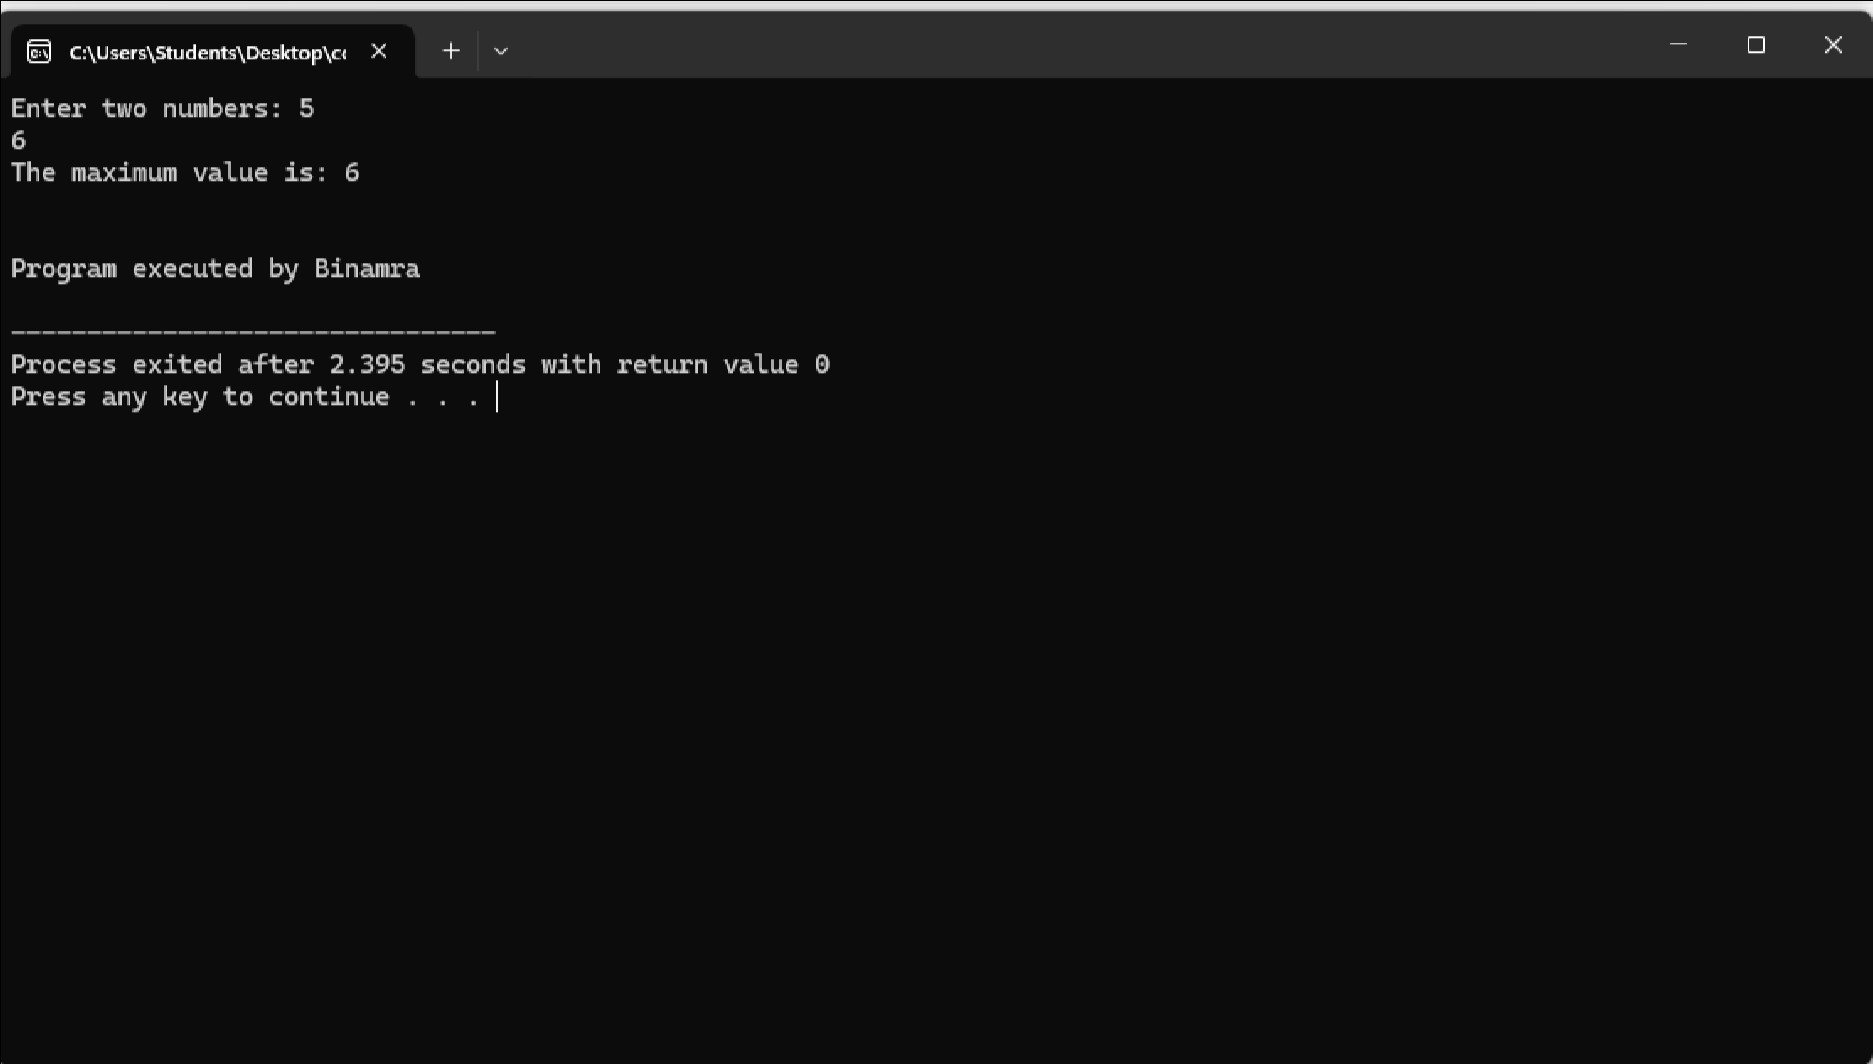 C:\Users\Students\Desktop\
Enter two numbers: 5
6
The maximum value is: 6
Program executed by Binamra
--------------------------------
Process exited after 2.395 seconds with return value 0
Press any key to continue . . .